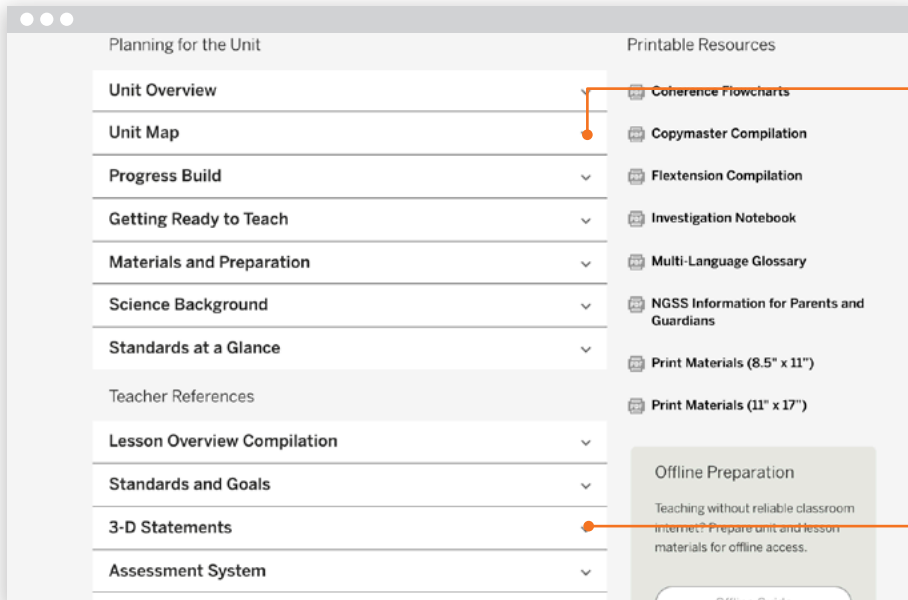 Planning for the Unit
Unit Overview
Unit Map
Progress Build
Getting Ready to Teach
Materials and Preparation
Science Background
Standards at a Glance
Teacher References
Lesson Overview Compilation
Standards and Goals
3-D Statements
Assessment System
Printable Resources
Coherence Flowcharts
Copymaster Compilation
Flextension Compilation
Investigation Notebook
Multi-Language Glossary
NGSS Information for Parents and
Guardians
Print Materials (8.5" x 11")
Print Materials (11" x 17")
Offline Preparation
Teaching without reliable classroom
internet? Prepare unit and lesson
materials for offline access.